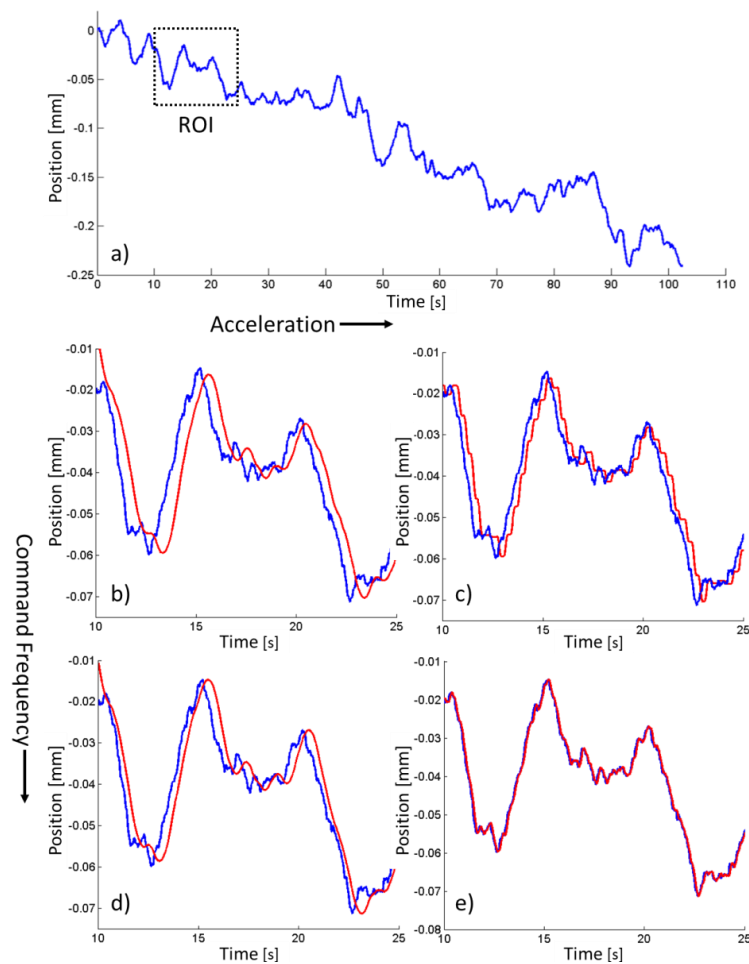 0
-0.05
-0.1
-0.15
-0.2
-0.25
Position [mm]
ROI
a)
0 10 20 30 40 50 60 70 80 90 100 110
Time [s]
Acceleration
Command Frequency
-0.01
-0.02
-0.03
-0.04
-0.05
-0.06
-0.07
Position [mm]
b)
10 15 20 25
Time [s]
-0.01
-0.02
-0.03
-0.04
-0.05
-0.06
-0.07
Position [mm]
c)
10 15 20 25
Time [s]
-0.01
-0.02
-0.03
-0.04
-0.05
-0.06
-0.07
Position [mm]
d)
10 15 20 25
Time [s]
-0.01
-0.02
-0.03
-0.04
-0.05
-0.06
-0.07
-0.08
Position [mm]
e)
10 15 20 25
Time [s]